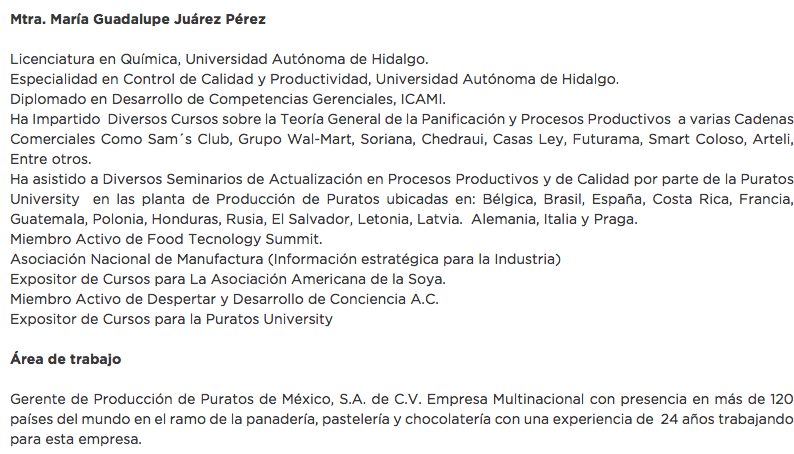 Mtra. María Guadalupe Juárez Pérez
Licenciatura en Química, Universidad Autónoma de Hidalgo.
Especialidad en Control de Calidad y Productividad, Universidad Autónoma de Hidalgo.
Diplomado en Desarrollo de Competencias Gerenciales, ICAMI.
Ha Impartido Diversos Cursos sobre la Teoría General de la Panificación y Procesos Productivos a varias Cadenas
Comerciales Como Sam´s Club, Grupo Wal-Mart, Soriana, Chedraui, Casas Ley, Futurama, Smart Coloso, Arteli,
Entre otros.
Ha asistido a Diversos Seminarios de Actualización en Procesos Productivos y de Calidad por parte de la Puratos
University en las planta de Producción de Puratos ubicadas en: Bélgica, Brasil, España, Costa Rica, Francia,
Guatemala, Polonia, Honduras, Rusia, El Salvador, Letonia, Latvia. Alemania, Italia y Praga.
Miembro Activo de Food Tecnology Summit.
Asociación Nacional de Manufactura (Información estratégica para la Industria)
Expositor de Cursos para La Asociación Americana de la Soya.
Miembro Activo de Despertar y Desarrollo de Conciencia A.C.
Expositor de Cursos para la Puratos University
Área de trabajo
Gerente de Producción de Puratos de México, S.A. de C.V. Empresa Multinacional con presencia en más de 120
países del mundo en el ramo de la panadería, pastelería y chocolatería con una experiencia de 24 años trabajando
para esta empresa.